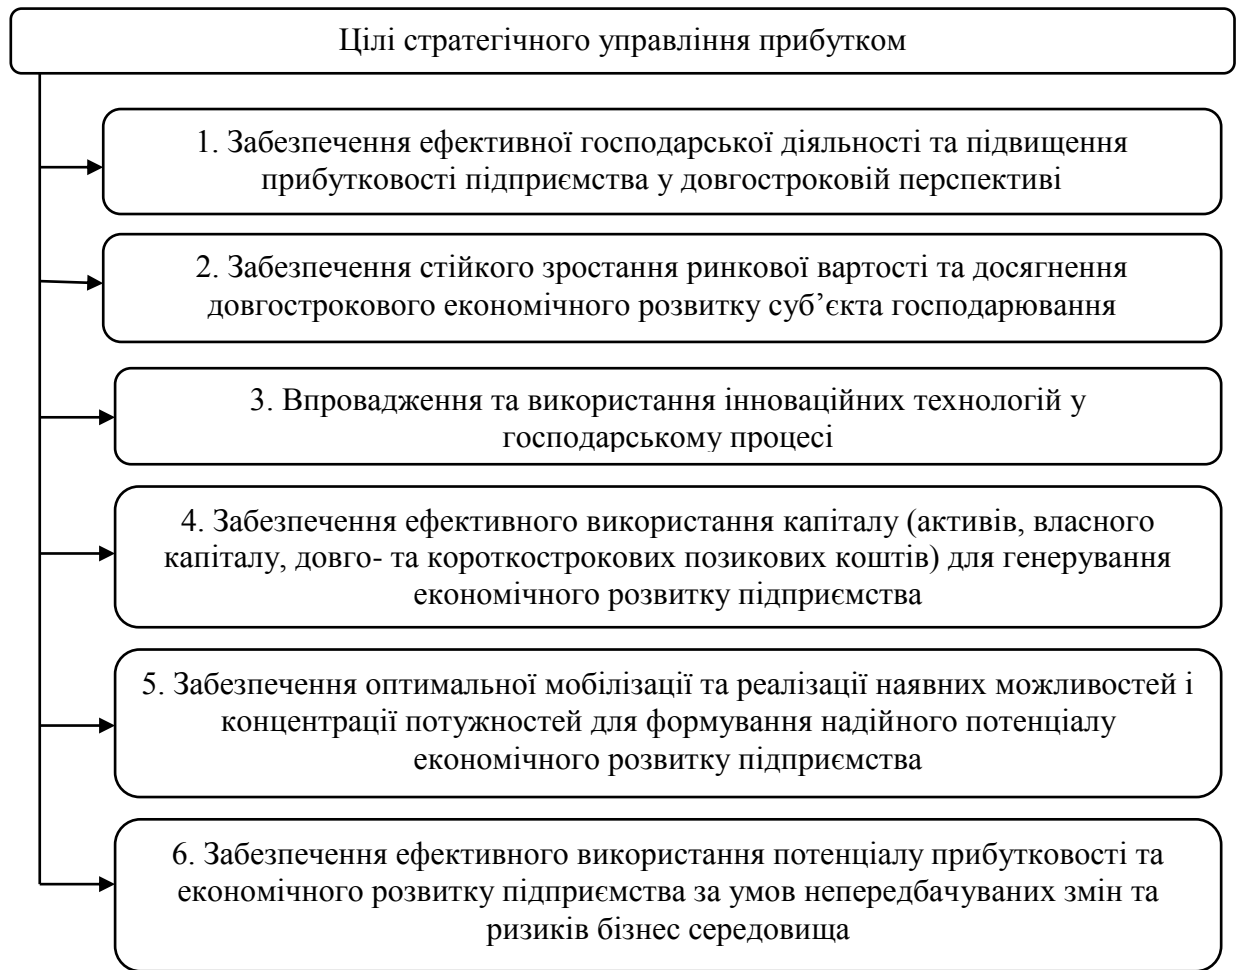 Цілі стратегічного управління прибутком
1. Забезпечення ефективної господарської діяльності та підвищення
прибутковості підприємства у довгостроковій перспективі
2. Забезпечення стійкого зростання ринкової вартості та досягнення
довгострокового економічного розвитку суб’єкта господарювання
3. Впровадження та використання інноваційних технологій у
господарському процесі
4. Забезпечення ефективного використання капіталу (активів, власного
капіталу, довго- та короткострокових позикових коштів) для генерування
економічного розвитку підприємства
5. Забезпечення оптимальної мобілізації та реалізації наявних можливостей і
концентрації потужностей для формування надійного потенціалу
економічного розвитку підприємства
6. Забезпечення ефективного використання потенціалу прибутковості та
економічного розвитку підприємства за умов непередбачуваних змін та
ризиків бізнес середовища